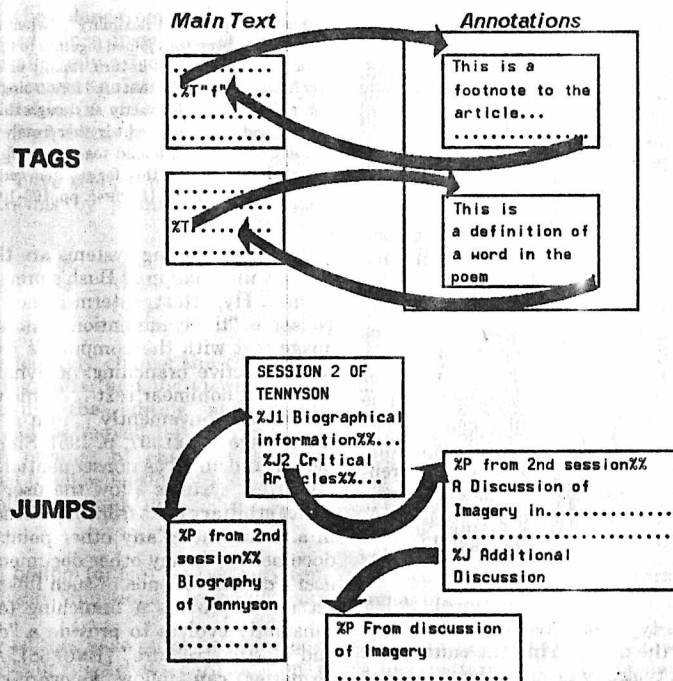 Main Text
Annotations
TAGS
.%T"f"
This is a
footnote to the
article...
%T
This is
a definition of
a word in the
poem
JUMPS
SESSION 2 OF
TENNYSON
%J1 Biographical
information%%...
%J2 Critical
Articles%%...
%P from 2nd
session%%
Biography
of Tennyson
%P from 2nd session%%
A Discussion of
Imagery in.............
%J Additional
Discussion
%P From discussion
of Imagery